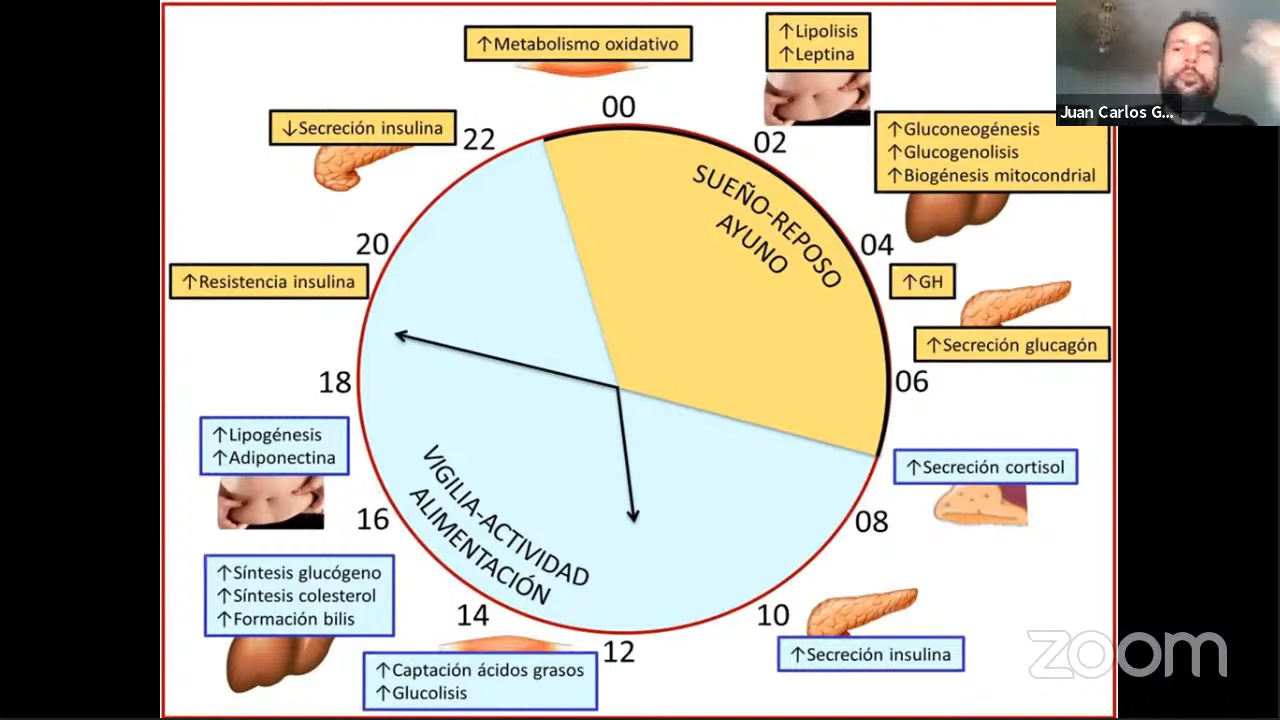 ↑Metabolismo oxidativo
↑Lipolisis
↑Leptina
Juan Carlos G...
↓Secreción insulina
22
00
02
↑Gluconeogénesis
↑Glucogenolisis
↑Biogénesis mitocondrial
SUEÑO-REPOSO
AYUNO
20
04
↑Resistencia insulina
↑GH
↑Secreción glucagón
18
06
↑Lipogénesis
↑Adiponectina
↑Secreción cortisol
VIGILIA-ACTIVIDAD
ALIMENTACIÓN
16
08
↑Síntesis glucógeno
↑Síntesis colesterol
↑Formación bilis
14
12
10
↑Captación ácidos grasos
↑Glucolisis
↑Secreción insulina
zoom